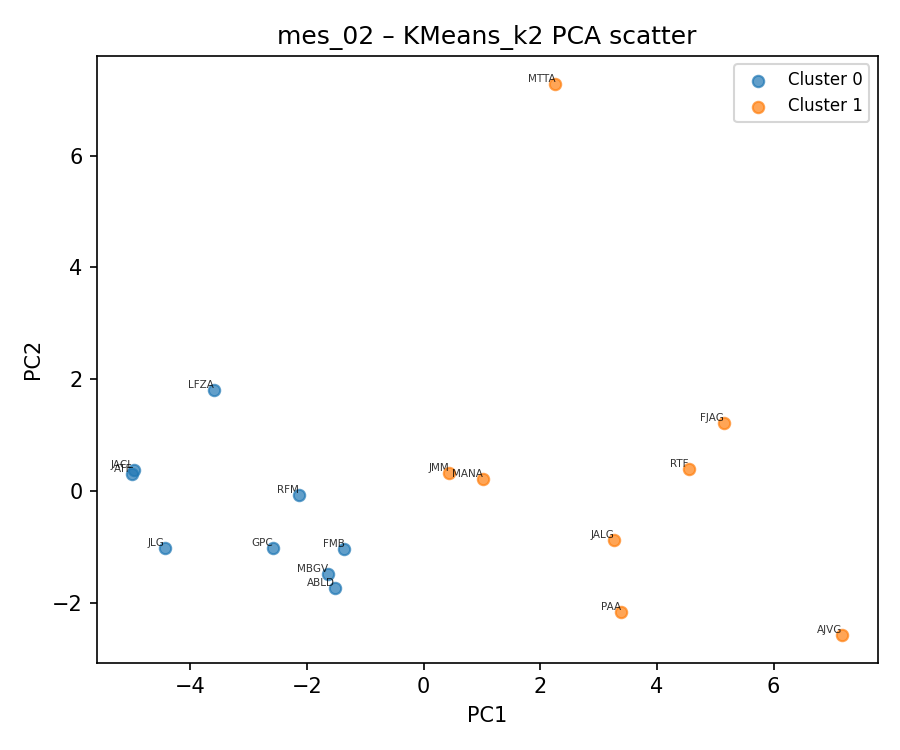 mes_02 – KMeans_k2 PCA scatter
MTTA
Cluster 0
Cluster 1
6
4
2
0
−2
PC2
LFZA
FJAG
JACL
JMM
MANA
RTF
RFM
JLG
GPC
FMB
JALG
MBGV
ABLD
PAA
AJVG
−4
−2
0
2
4
6
PC1